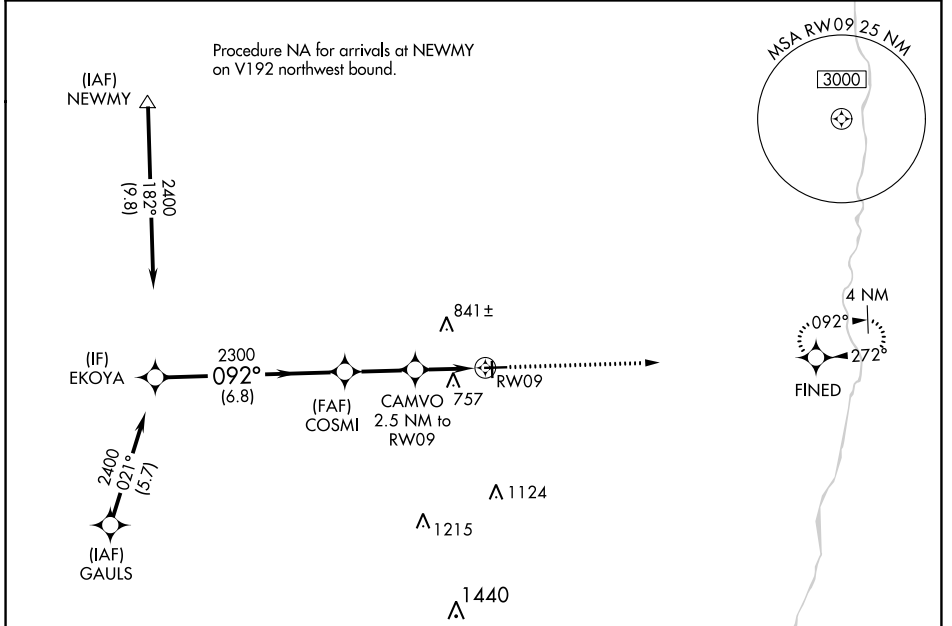 Procedure NA for arrivals at NEWMY
on V192 northwest bound.
MSA RW09 25 NM
3000
(IAF)
NEWMY
2400
182°
(9.8)
841±
4 NM
092°
272°
FINED
(IF)
EKOYA
2300
092°
(6.8)
(FAF)
COSMI
CAMVO
2.5 NM to
RW09
757
RW09
2400
021°
(5.7)
(IAF)
GAULS
1124
1215
1440